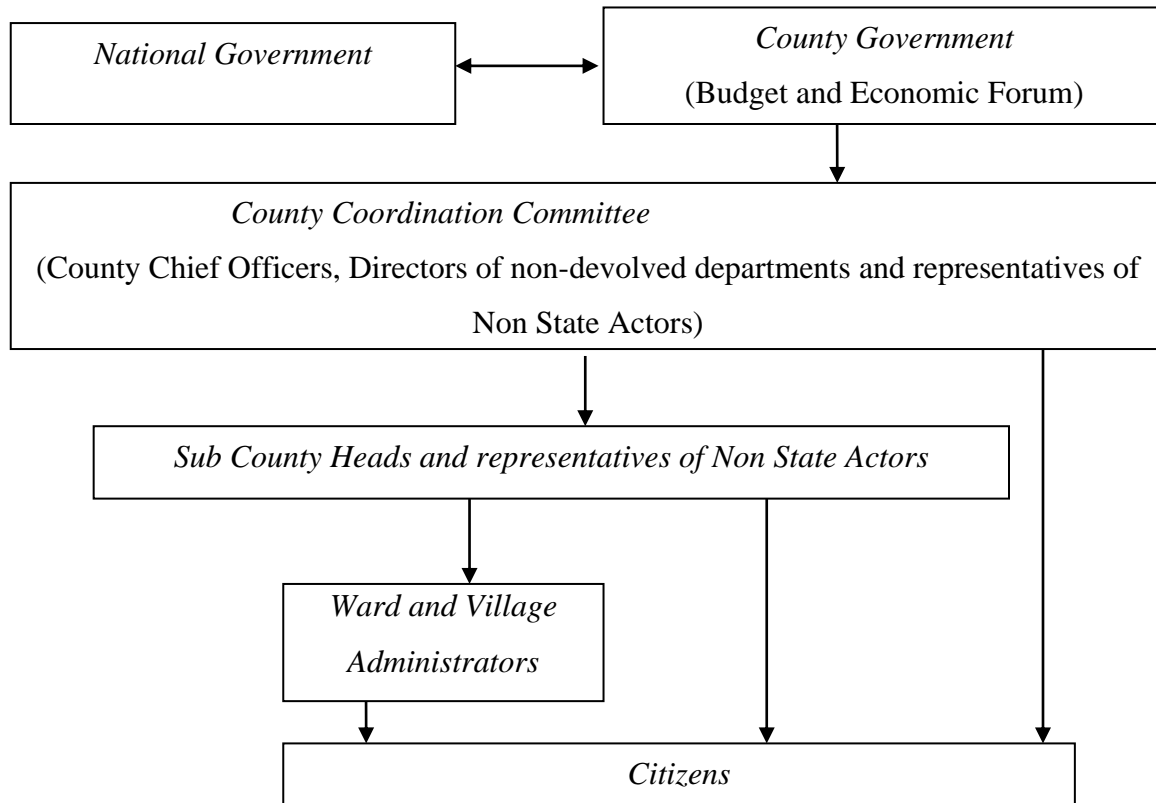 National Government
County Government
(Budget and Economic Forum)
County Coordination Committee
(County Chief Officers, Directors of non-devolved departments and representatives of
Non State Actors)
Sub County Heads and representatives of Non State Actors
Ward and Village
Administrators
Citizens